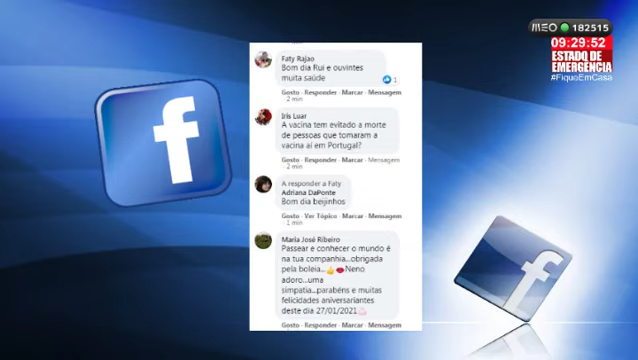 MEO 182515
09:29:52
ESTADO DE
EMERGÊNCIA
#FiquoEmCasa
Faty Rajao
Bom dia Rui e ouvintes
muita saúde
1
Gosto · Responder · Marcar · Mensagem
· 2 min
Iris Luar
A vacina tem evitado a morte
de pessoas que tomaram a
vacina aí em Portugal?
Gosto · Responder · Marcar · Mensagem
· 2 min
A responder a Faty
Adriana DaPonte
Bom dia beijinhos
Gosto · Ver Tópico · Marcar · Mensagem
· 1 min
Maria José Ribeiro
Passear e conhecer o mundo é
na tua companhia...obrigada
pela boleia...👍💋Neno
adoro...uma
simpatia...parabéns e muitas
felicidades aniversariantes
deste dia 27/01/2021🎂
Gosto · Responder · Marcar · Mensagem